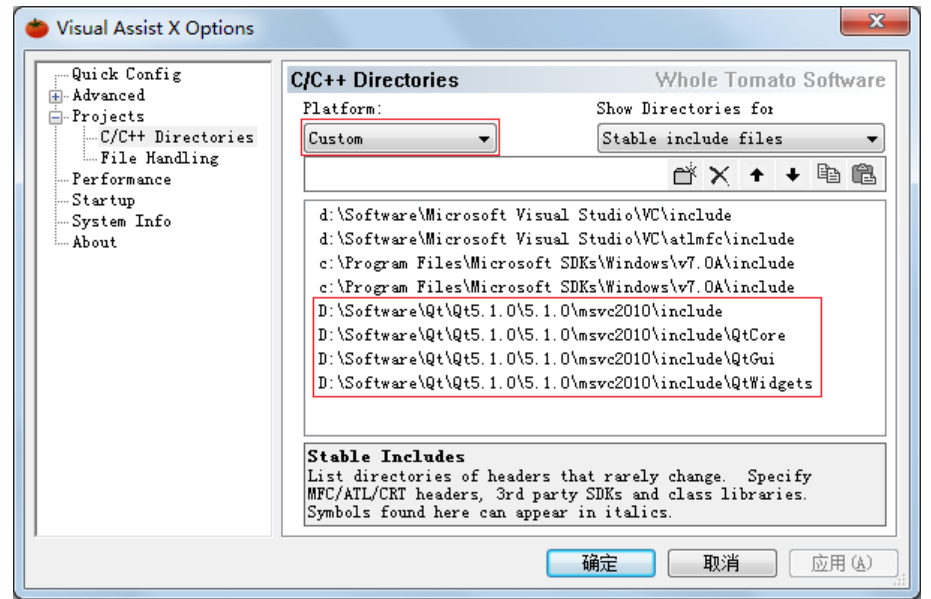 Visual Assist X Options
Quick Config
Advanced
Projects
C/C++ Directories
File Handling
Performance
Startup
System Info
About
C/C++ Directories
Whole Tomato Software
Platform:
Show Directories for
Custom
Stable include files
d:\Software\Microsoft Visual Studio\VC\include
d:\Software\Microsoft Visual Studio\VC\atlmfc\include
c:\Program Files\Microsoft SDKs\Windows\v7.0A\include
c:\Program Files\Microsoft SDKs\Windows\v7.0A\include
D:\Software\Qt\Qt5.1.0\5.1.0\msvc2010\include
D:\Software\Qt\Qt5.1.0\5.1.0\msvc2010\include\QtCore
D:\Software\Qt\Qt5.1.0\5.1.0\msvc2010\include\QtGui
D:\Software\Qt\Qt5.1.0\5.1.0\msvc2010\include\QtWidgets
Stable Includes
List directories of headers that rarely change. Specify
MFC/ATL/CRT headers, 3rd party SDKs and class libraries.
Symbols found here can appear in italics.
确定
取消
应用(A)